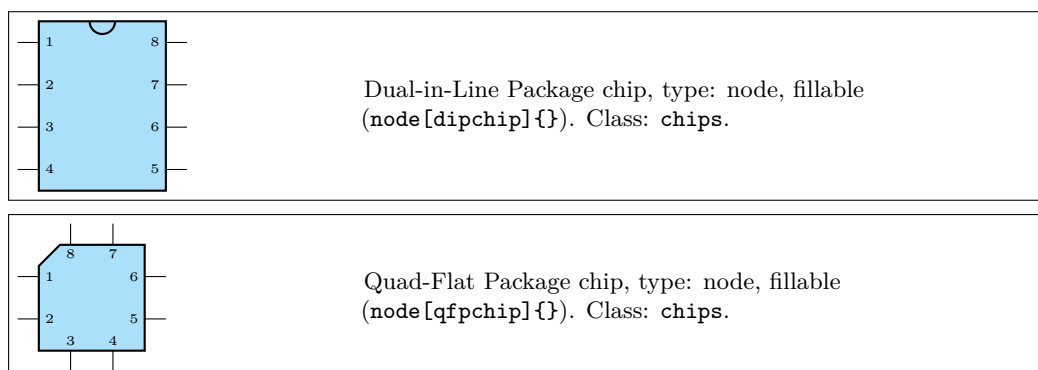 1 8
2 7
3 6
4 5
Dual-in-Line Package chip, type: node, fillable
(node[dipchip]{}). Class: chips.
8 7
1 6
2 5
3 4
Quad-Flat Package chip, type: node, fillable
(node[qfpchip]{}). Class: chips.